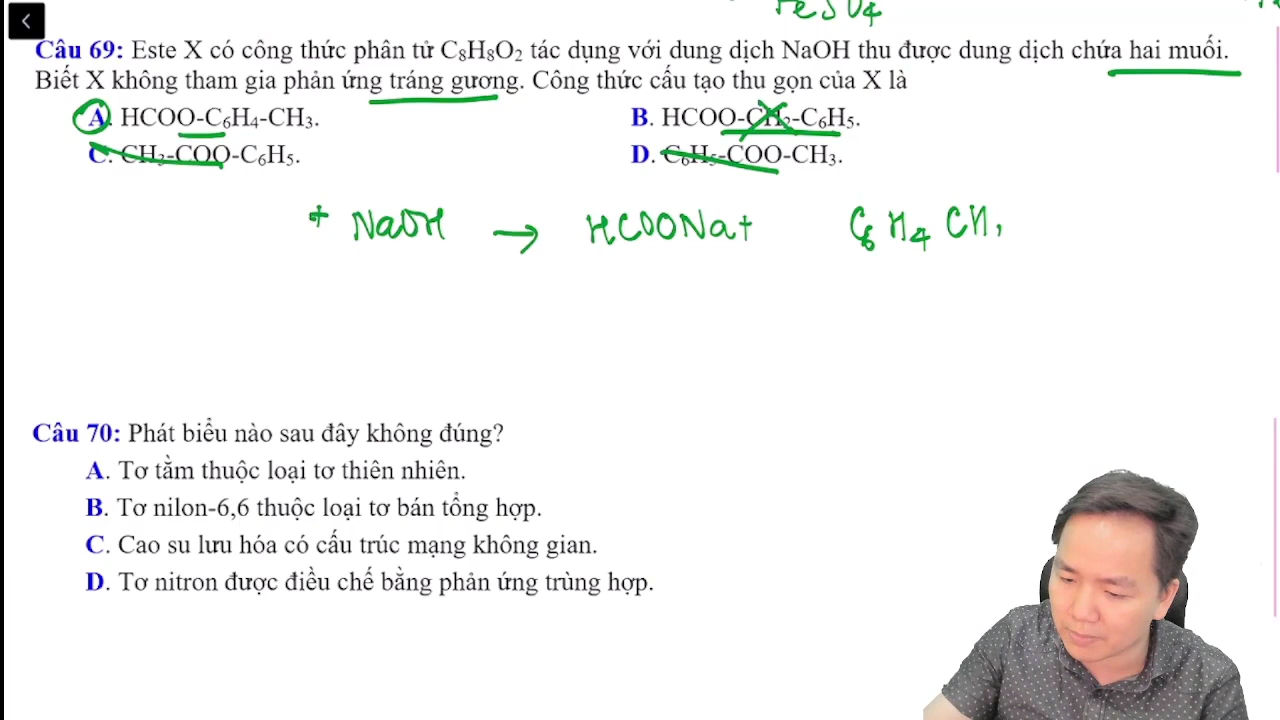 FeSO₄
Câu 69: Este X có công thức phân tử C₈H₈O₂ tác dụng với dung dịch NaOH thu được dung dịch chứa hai muối.
Biết X không tham gia phản ứng tráng gương. Công thức cấu tạo thu gọn của X là
A. HCOO-C₆H₄-CH₃. B. HCOO-CH₂-C₆H₅.
C. CH₃-COO-C₆H₅. D. C₆H₅-COO-CH₃.
+ NaOH → HCOONa + C₆H₄CH,
Câu 70: Phát biểu nào sau đây không đúng?
A. Tơ tằm thuộc loại tơ thiên nhiên.
B. Tơ nilon-6,6 thuộc loại tơ bán tổng hợp.
C. Cao su lưu hóa có cấu trúc mạng không gian.
D. Tơ nitron được điều chế bằng phản ứng trùng hợp.